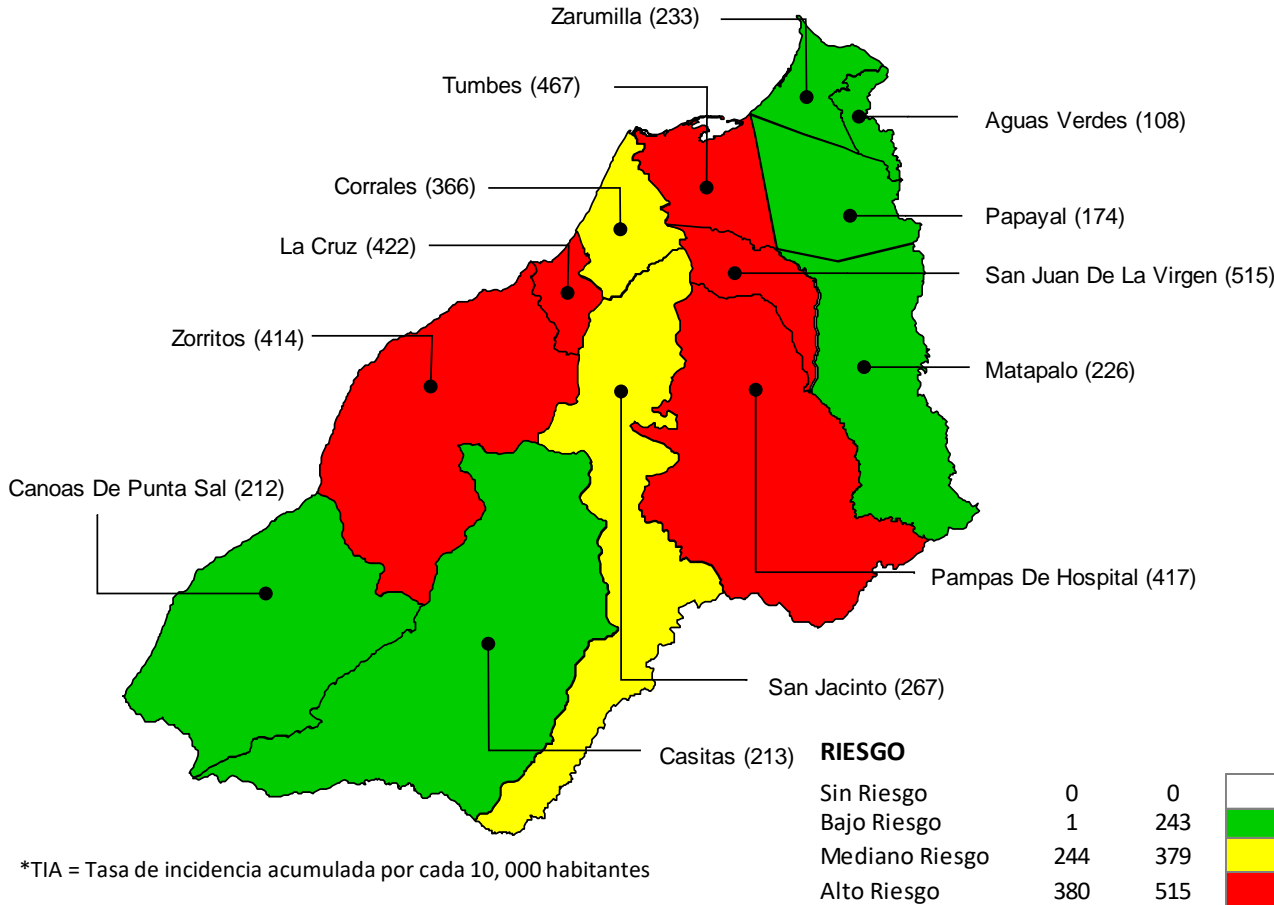 Zarumilla (233)
Tumbes (467)
Aguas Verdes (108)
Corrales (366)
Papayal (174)
La Cruz (422)
San Juan De La Virgen (515)
Zorritos (414)
Matapalo (226)
Canoas De Punta Sal (212)
Pampas De Hospital (417)
San Jacinto (267)
Casitas (213)
RIESGO
Sin Riesgo 0 0
Bajo Riesgo 1 243
Mediano Riesgo 244 379
Alto Riesgo 380 515
*TIA = Tasa de incidencia acumulada por cada 10, 000 habitantes